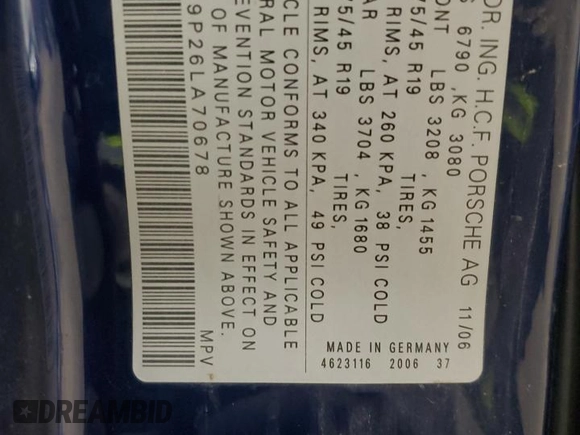 DR. ING. H.C.F. PORSCHE AG 11/06
6790 ,KG 3080
ONT LBS 3208 ,KG 1455
5/45 R19 TIRES,
RIMS, AT 260 KPA, 38 PSI COLD
AR LBS 3704 ,KG 1680
5/45 R19 TIRES,
RIMS, AT 340 KPA, 49 PSI COLD
CLE CONFORMS TO ALL APPLICABLE
RAL MOTOR VEHICLE SAFETY AND
EVENTION STANDARDS IN EFFECT ON
OF MANUFACTURE SHOWN ABOVE.
9P26LA70678 MPV
MADE IN GERMANY
4623116 2006 37
DREAMBID